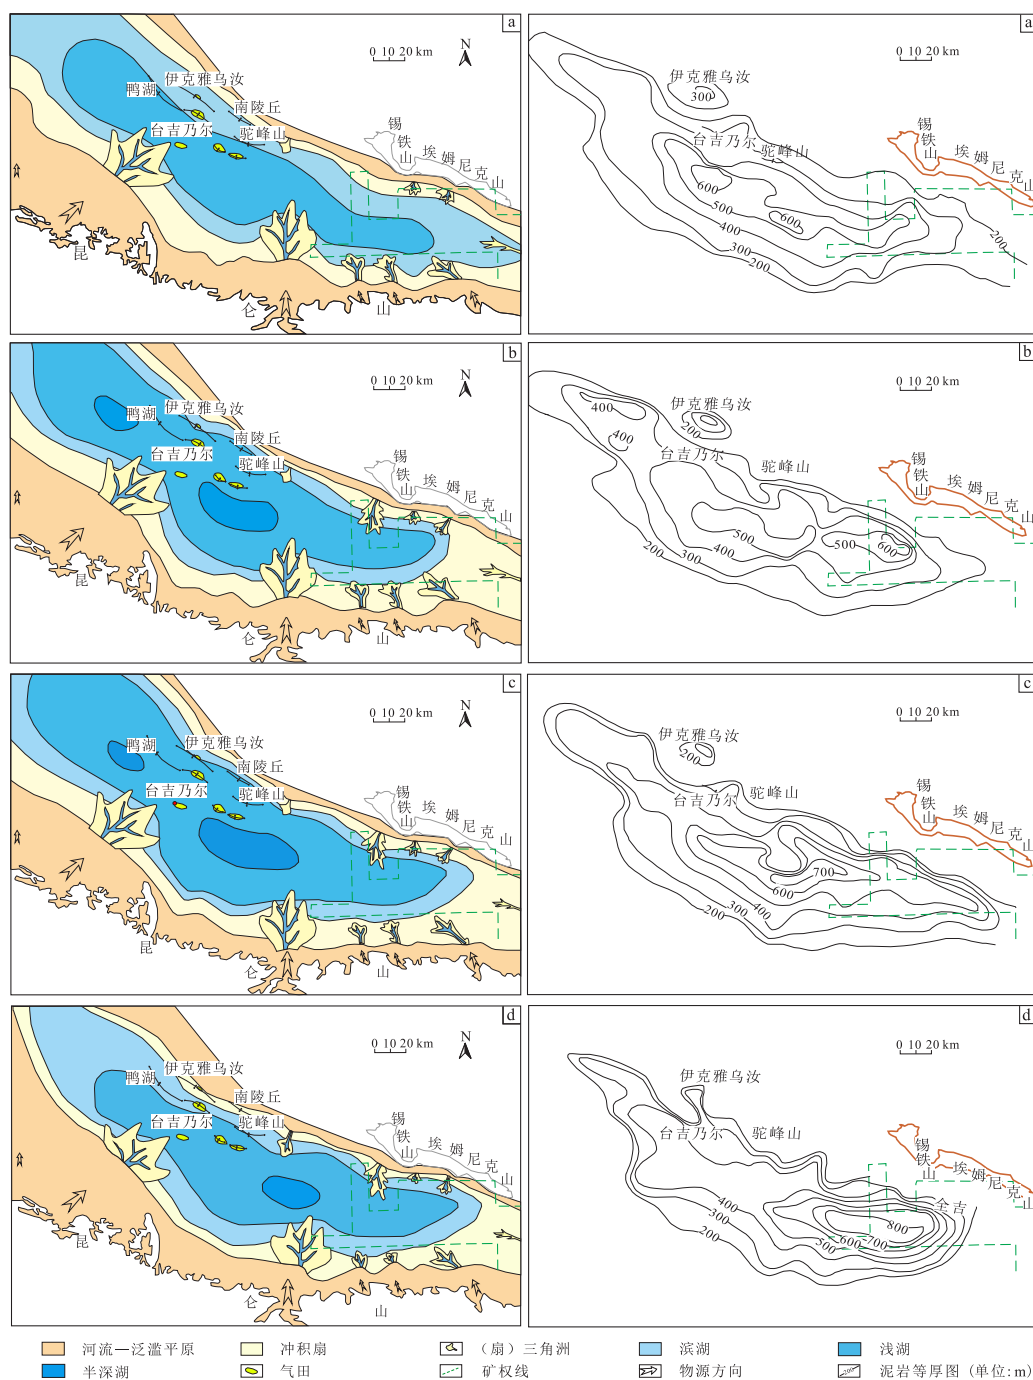 a
0 10 20 km
N
伊克雅乌汝
鸭湖
南陵丘
台吉乃尔
驼峰山
锡铁山
埃姆尼克山
昆
仑
山
a
0 10 20 km
伊克雅乌汝
300
台吉乃尔
驼峰山
锡铁山
埃姆尼克山
600
500
600
400
300
200
200
b
0 10 20 km
N
伊克雅乌汝
鸭湖
南陵丘
台吉乃尔
驼峰山
锡铁山
埃姆尼克山
昆
仑
山
b
0 10 20 km
伊克雅乌汝
400
200
400
台吉乃尔
驼峰山
锡铁山
埃姆尼克山
500
500
600
400
300
200
c
0 10 20 km
N
伊克雅乌汝
鸭湖
南陵丘
台吉乃尔
驼峰山
锡铁山
埃姆尼克山
昆
仑
山
c
0 10 20 km
伊克雅乌汝
200
台吉乃尔
驼峰山
锡铁山
埃姆尼克山
700
600
400
300
200
d
0 10 20 km
N
伊克雅乌汝
鸭湖
南陵丘
台吉乃尔
驼峰山
锡铁山
埃姆尼克山
昆
仑
山
d
0 10 20 km
伊克雅乌汝
台吉乃尔
驼峰山
锡铁山
埃姆尼克山
全吉
400
300
200
800
700
600
500
河流—泛滥平原 冲积扇 （扇）三角洲 滨湖 浅湖
半深湖 气田 矿权线 物源方向 200 泥岩等厚图 (单位:m)